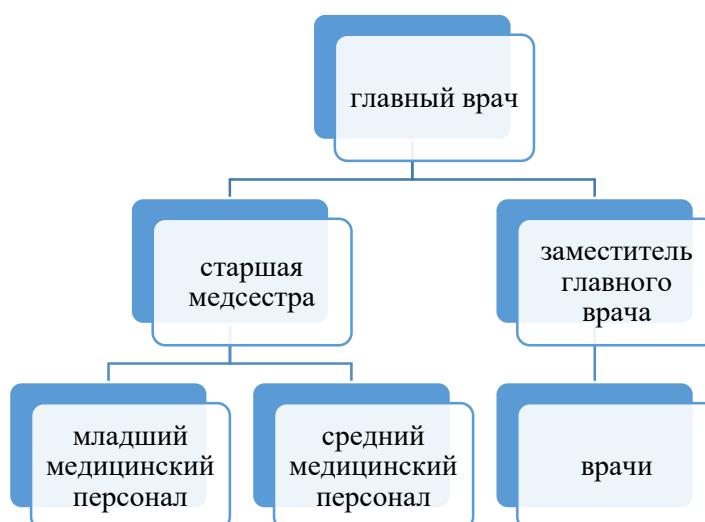 главный врач
старшая
медсестра
заместитель
главного
врача
младший
медицинский
персонал
средний
медицинский
персонал
врачи